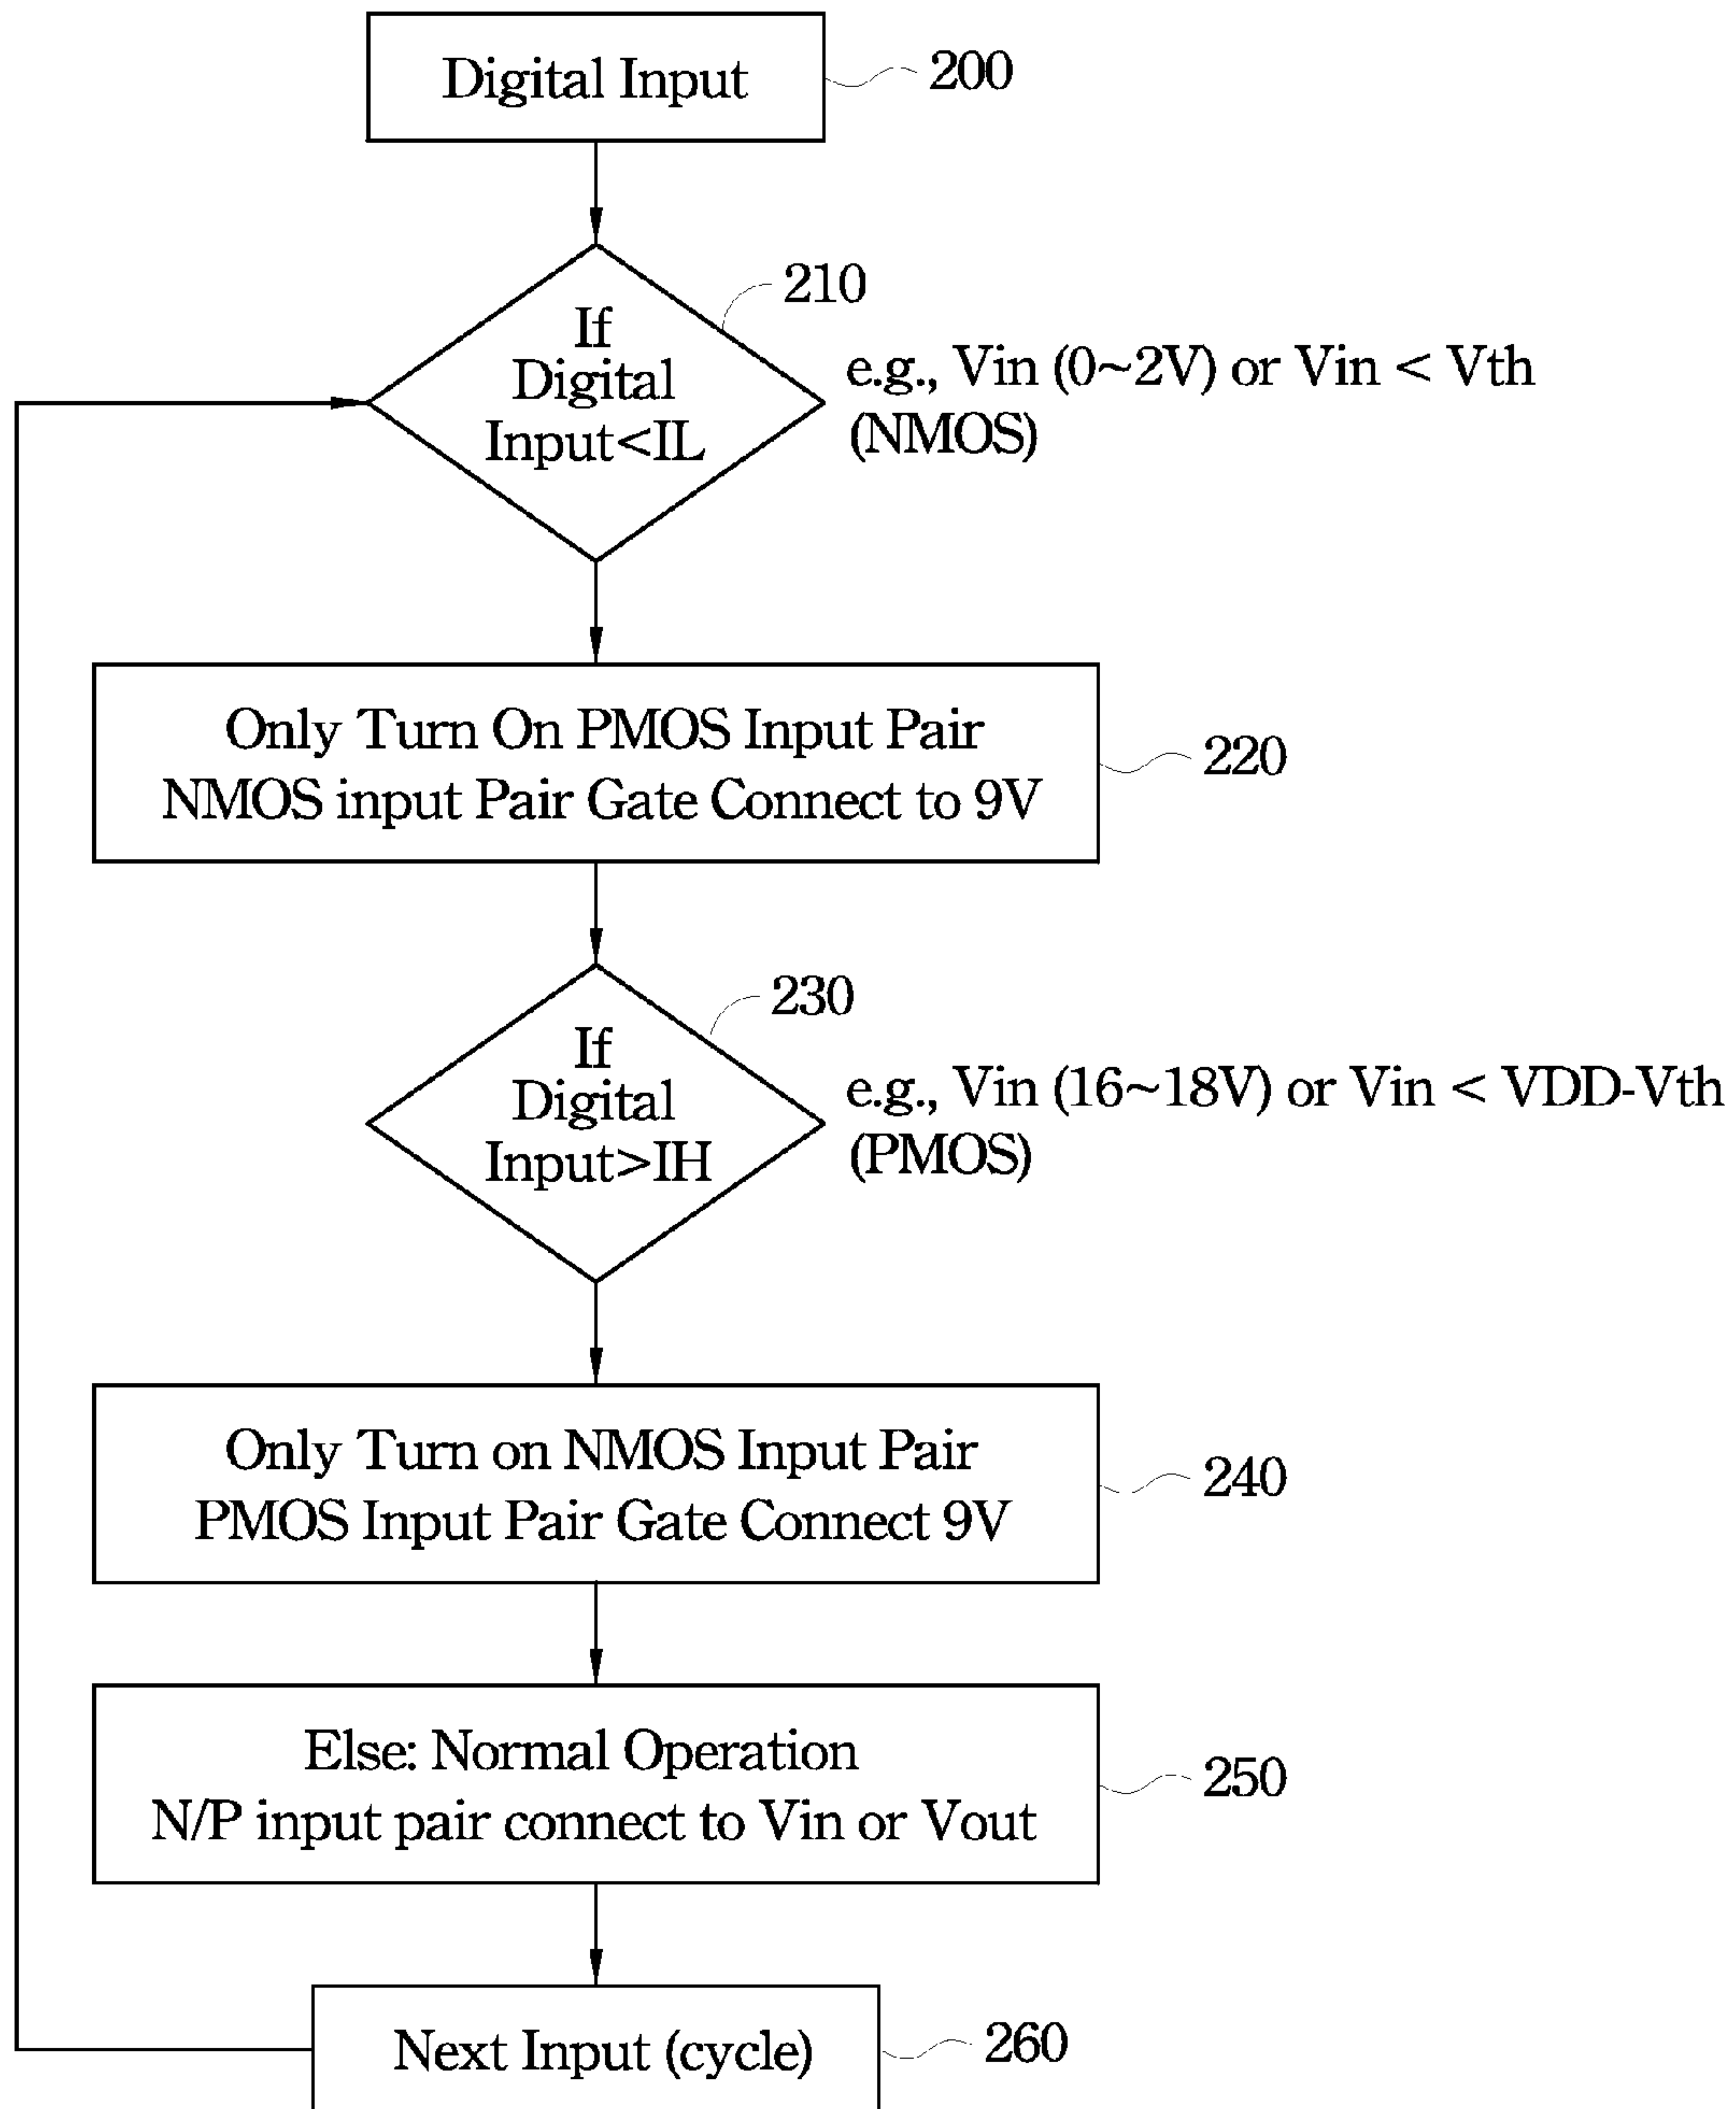 Digital Input
200
210
If
Digital
Input<IL
e.g., Vin (0~2V) or Vin < Vth
(NMOS)
Only Turn On PMOS Input Pair
NMOS input Pair Gate Connect to 9V
220
230
If
Digital
Input>IH
e.g., Vin (16~18V) or Vin < VDD-Vth
(PMOS)
Only Turn on NMOS Input Pair
PMOS Input Pair Gate Connect 9V
240
Else: Normal Operation
N/P input pair connect to Vin or Vout
250
Next Input (cycle)
260